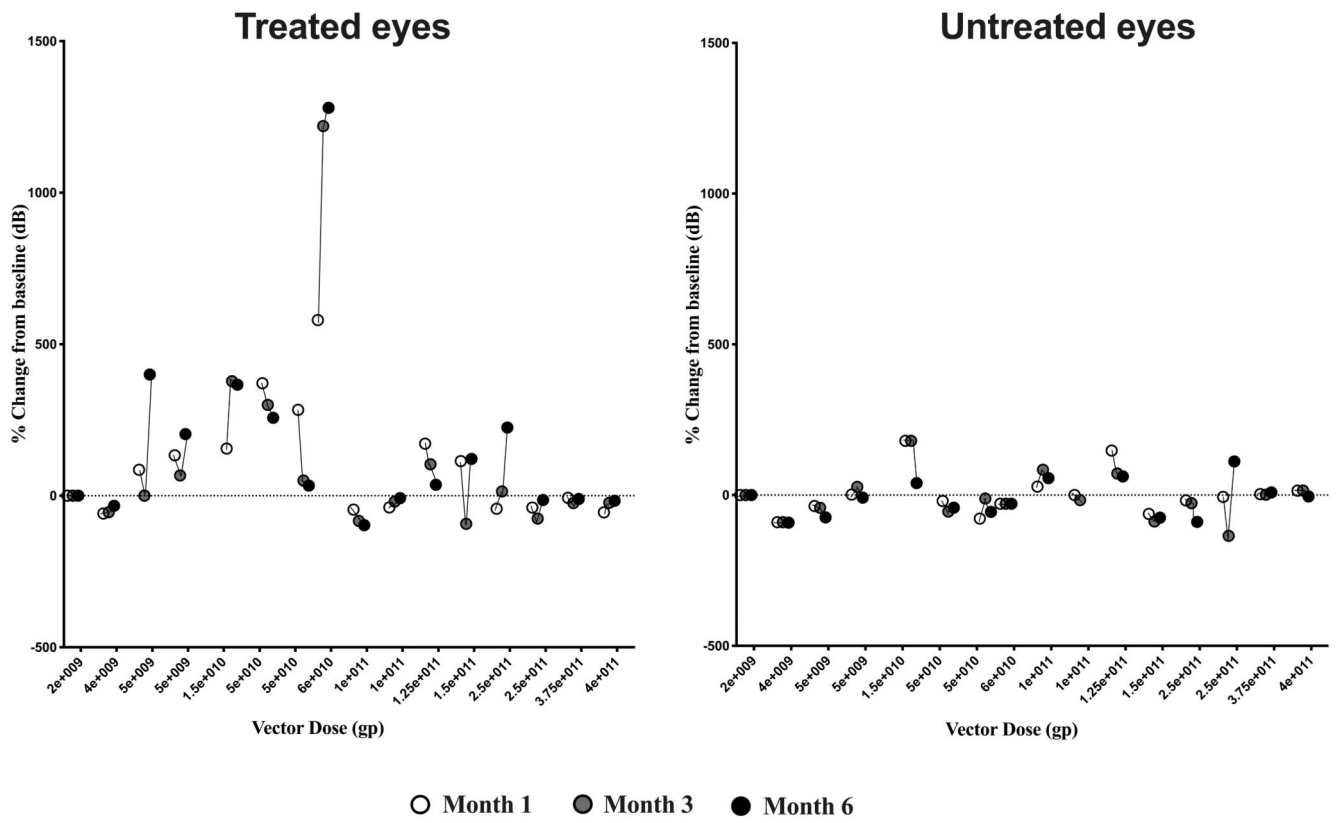 Treated eyes
% Change from baseline (dB)
1500
1000
500
0
-500
2e+009
4e+009
5e+009
5e+009
1.5e+010
5e+010
5e+010
6e+010
1e+011
1e+011
1.25e+011
1.5e+011
2.5e+011
2.5e+011
3.75e+011
4e+011
Vector Dose (gp)
Untreated eyes
% Change from baseline (dB)
1500
1000
500
0
-500
2e+009
4e+009
5e+009
5e+009
1.5e+010
5e+010
5e+010
6e+010
1e+011
1e+011
1.25e+011
1.5e+011
2.5e+011
2.5e+011
3.75e+011
4e+011
Vector Dose (gp)
Month 1 Month 3 Month 6